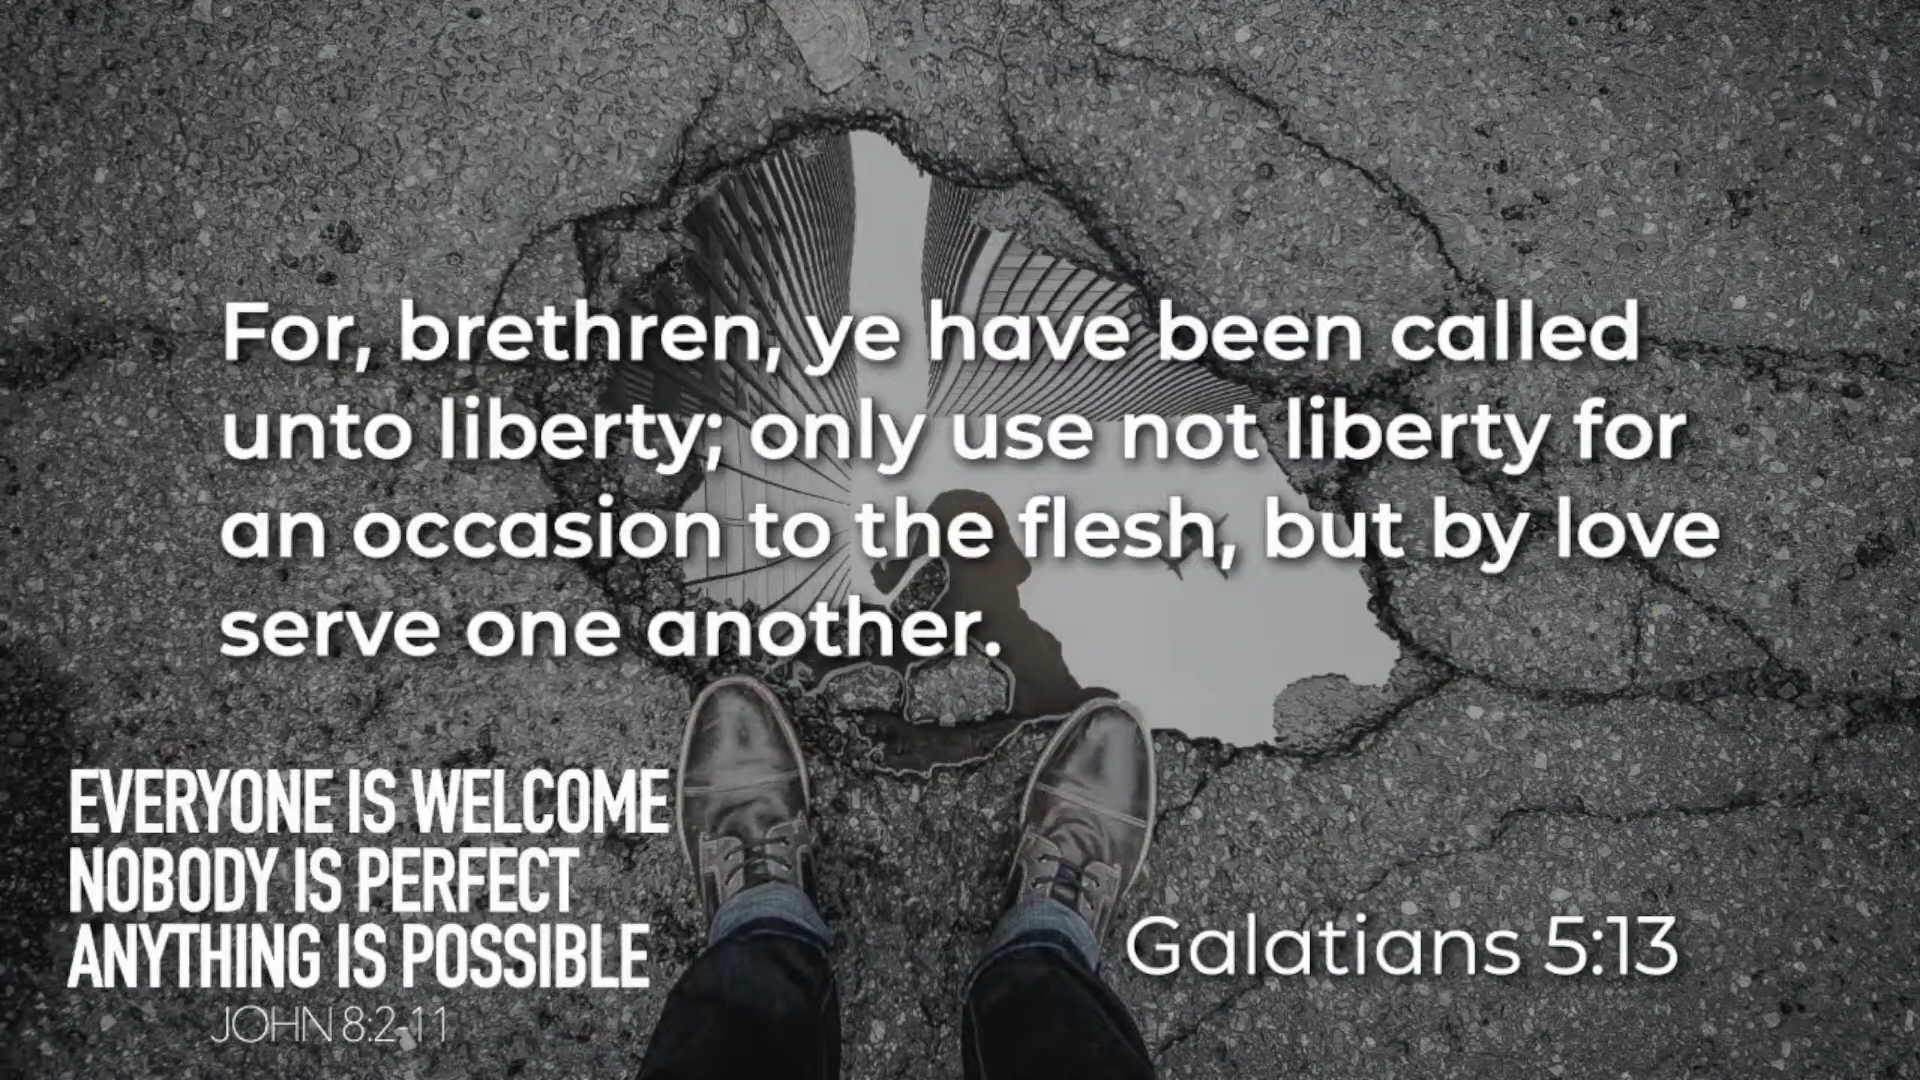 For, brethren, ye have been called
unto liberty; only use not liberty for
an occasion to the flesh, but by love
serve one another.
EVERYONE IS WELCOME
NOBODY IS PERFECT
ANYTHING IS POSSIBLE
JOHN 8:2-11
Galatians 5:13